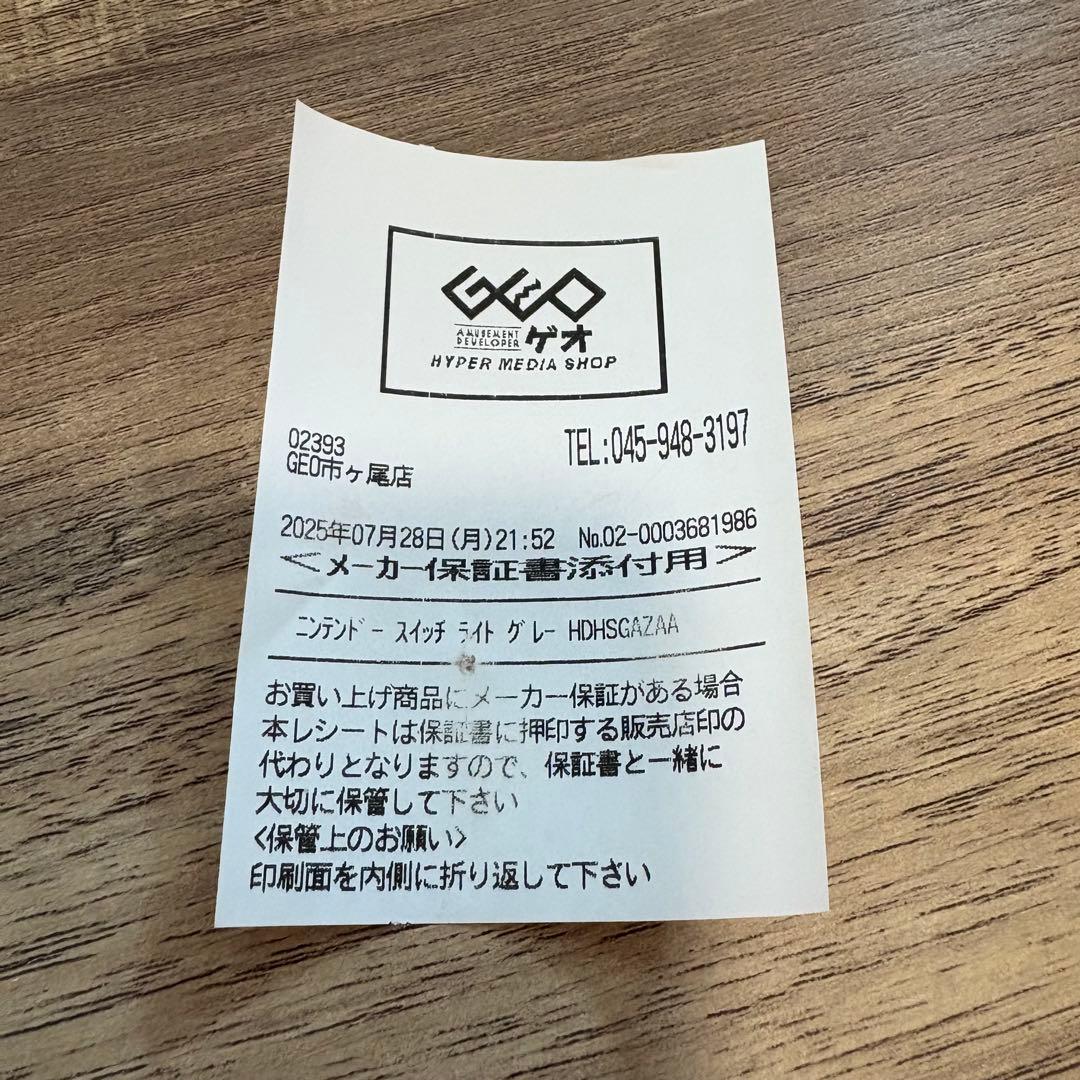 GEO
AMUSEMENT
DEVELOPER ゲオ
HYPER MEDIA SHOP
02393
GEO市ヶ尾店
TEL:045-948-3197
2025年07月28日(月)21:52 No.02-0003681986
<メーカー保証書添付用>
ニンテンドー スイッチ ライト グレー HDHSGAZAA
お買い上げ商品にメーカー保証がある場合
本レシートは保証書に押印する販売店印の
代わりとなりますので、保証書と一緒に
大切に保管して下さい
<保管上のお願い>
印刷面を内側に折り返して下さい